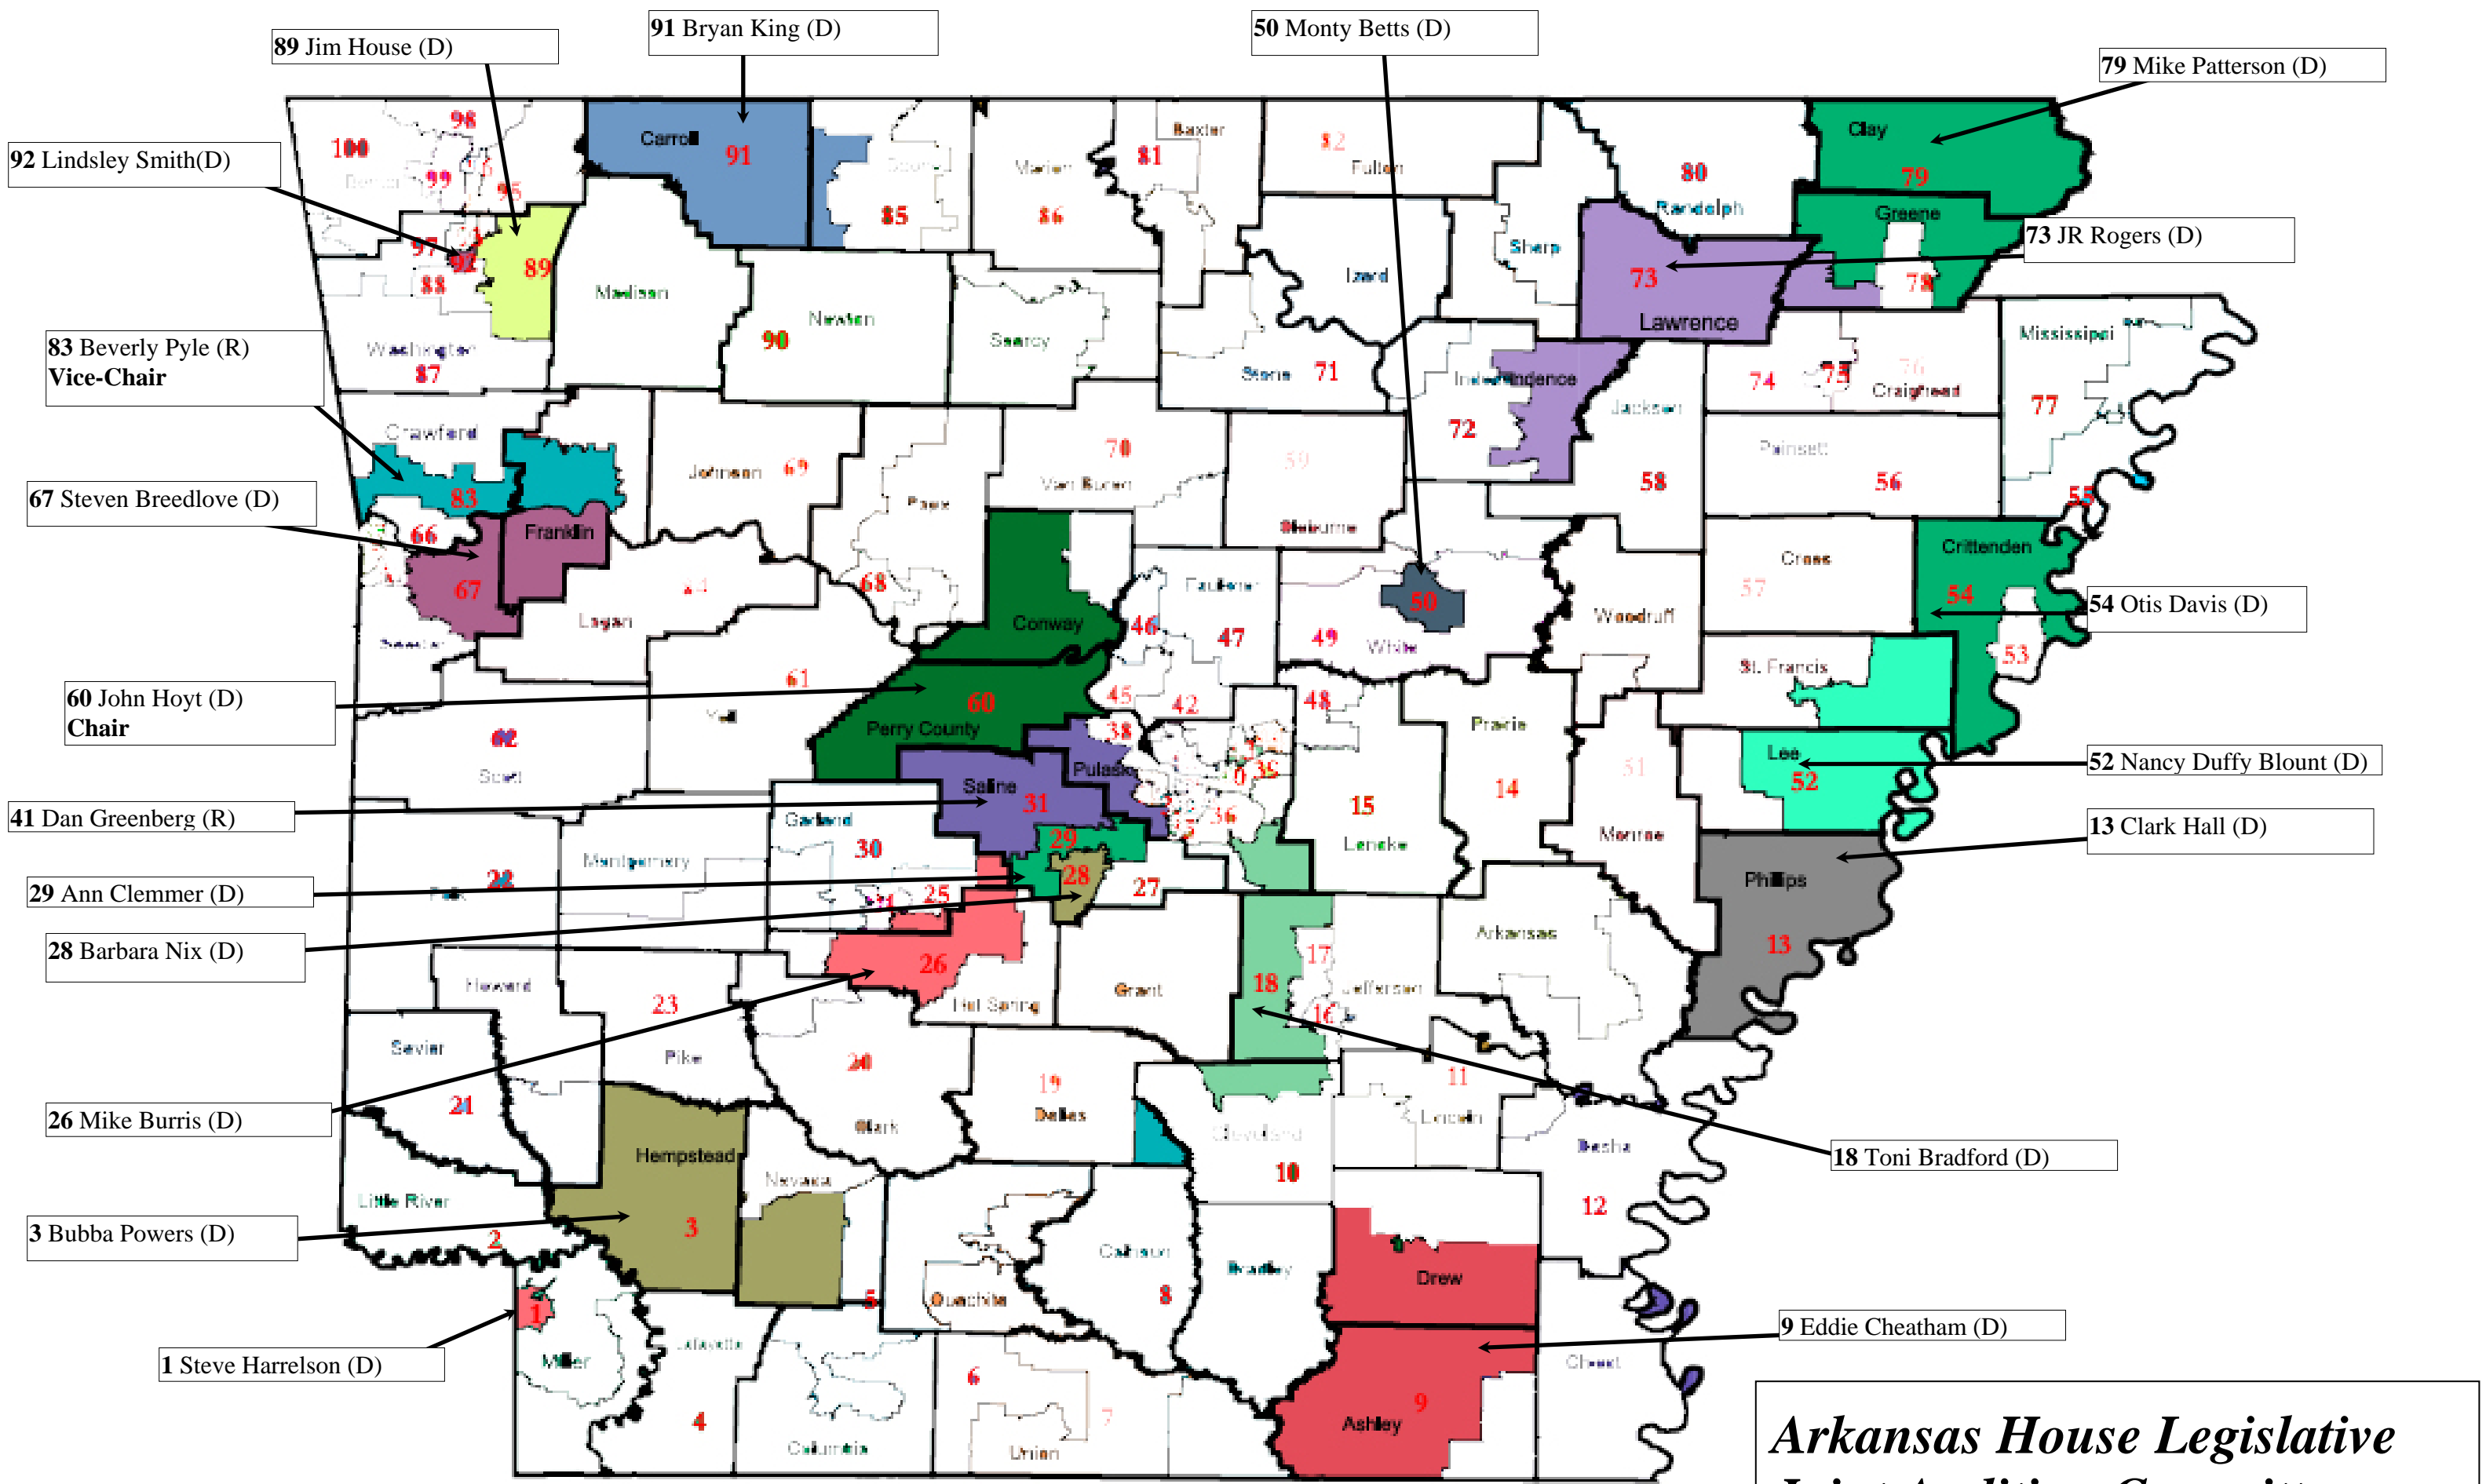 91 Bryan King (D)
50 Monty Betts (D)
89 Jim House (D)
79 Mike Patterson (D)
92 Lindsley Smith(D)
73 JR Rogers (D)
83 Beverly Pyle (R)
Vice-Chair
67 Steven Breedlove (D)
54 Otis Davis (D)
60 John Hoyt (D)
Chair
52 Nancy Duffy Blount (D)
41 Dan Greenberg (R)
13 Clark Hall (D)
29 Ann Clemmer (D)
28 Barbara Nix (D)
26 Mike Burris (D)
18 Toni Bradford (D)
3 Bubba Powers (D)
9 Eddie Cheatham (D)
1 Steve Harrelson (D)
98
100
99
95
Carroll
91
85
Marion
86
Baxter
81
82
Fulton
80
Randolph
Clay
79
Greene
78
97
92
88
89
Washington
87
Madison
90
Newton
Searcy
Stone
71
Izard
Sharp
73
Lawrence
Mississippi
77
74
75
76
Craighead
72
Jackson
58
Poinsett
56
55
Crawford
83
66
67
Franklin
Johnson
69
Pope
68
70
Van Buren
59
Cleburne
Logan
Conway
Faulkner
46
47
45
42
50
49
White
Woodruff
Cross
57
Crittenden
54
53
St. Francis
61
60
Perry County
62
Scott
38
Pulaski
Saline
31
48
Prairie
14
51
Monroe
Lee
52
15
Lonoke
35
36
Garland
30
29
28
27
25
26
Montgomery
22
Phillips
13
Howard
23
Pike
Hot Spring
Grant
18
17
16
Jefferson
Arkansas
Sevier
21
20
Clark
19
Dallas
11
Lincoln
Cleveland
10
Desha
12
Hempstead
3
Nevada
Little River
2
5
Ouachita
Calhoun
8
Bradley
Drew
1
Miller
Lafayette
4
Columbia
6
7
Union
Ashley
9
Arkansas House Legislative